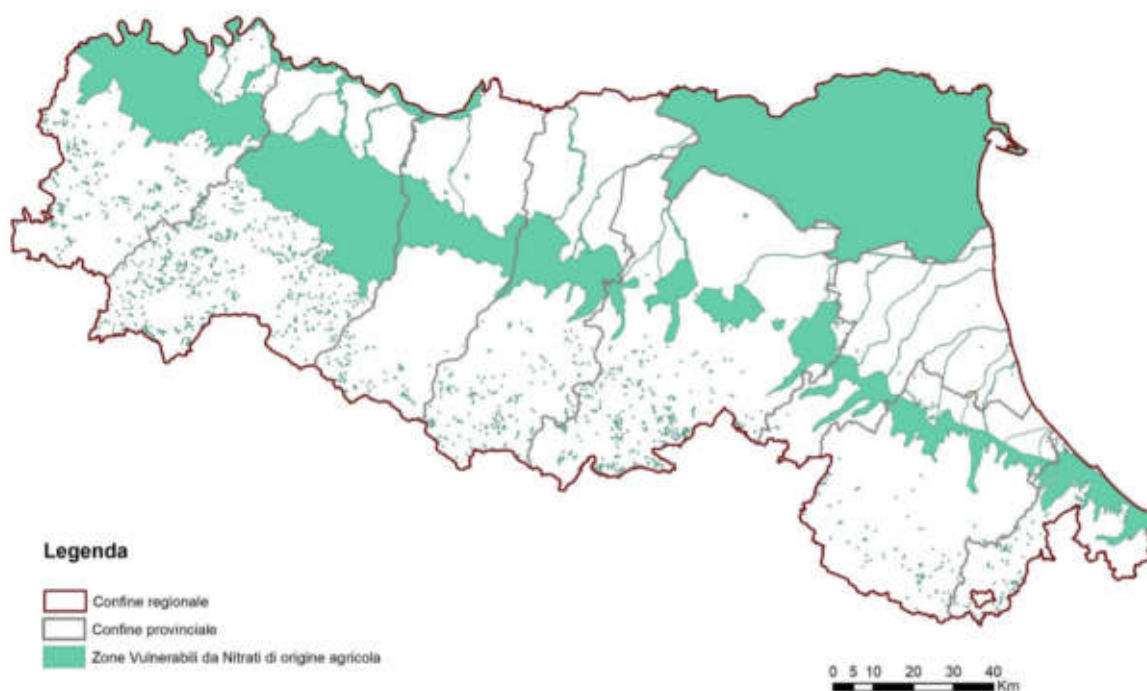 Legenda
Confine regionale
Confine provinciale
Zone Vulnerabili da Nitrati di origine agricola
0 5 10 20 30 40
Km